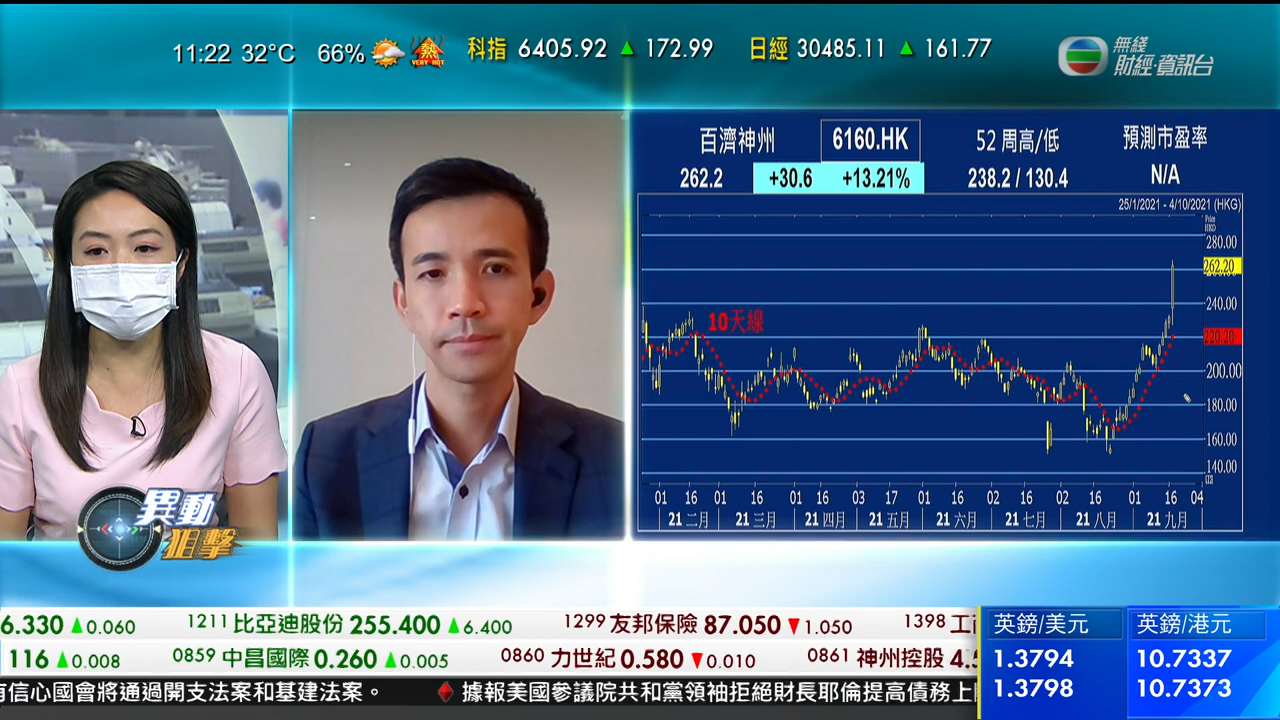 11:22 32°C 66% VERY HOT 熱 科指 6405.92 ▲ 172.99 日經 30485.11 ▲ 161.77
無綫
財經·資訊台
百濟神州 6160.HK 52 周高/低 預測市盈率
262.2 +30.6 +13.21% 238.2 / 130.4 N/A
25/1/2021 - 4/10/2021 (HKG)
Price
HKD
280.00
262.20
240.00
10天線
220.20
200.00
180.00
160.00
140.00
01 16 01 16 01 16 03 17 01 16 02 16 02 16 01 16 04
21 二月 21 三月 21 四月 21 五月 21 六月 21 七月 21 八月 21 九月
異動
狙擊
6.330 ▲0.060 1211 比亞迪股份 255.400 ▲6.400 1299 友邦保險 87.050 ▼1.050 1398 工
116 ▲0.008 0859 中昌國際 0.260 ▲0.005 0860 力世紀 0.580 ▼0.010 0861 神州控股 4.5
有信心國會將通過開支法案和基建法案。 據報美國參議院共和黨領袖拒絕財長耶倫提高債務上
英鎊/美元 英鎊/港元
1.3794 10.7337
1.3798 10.7373